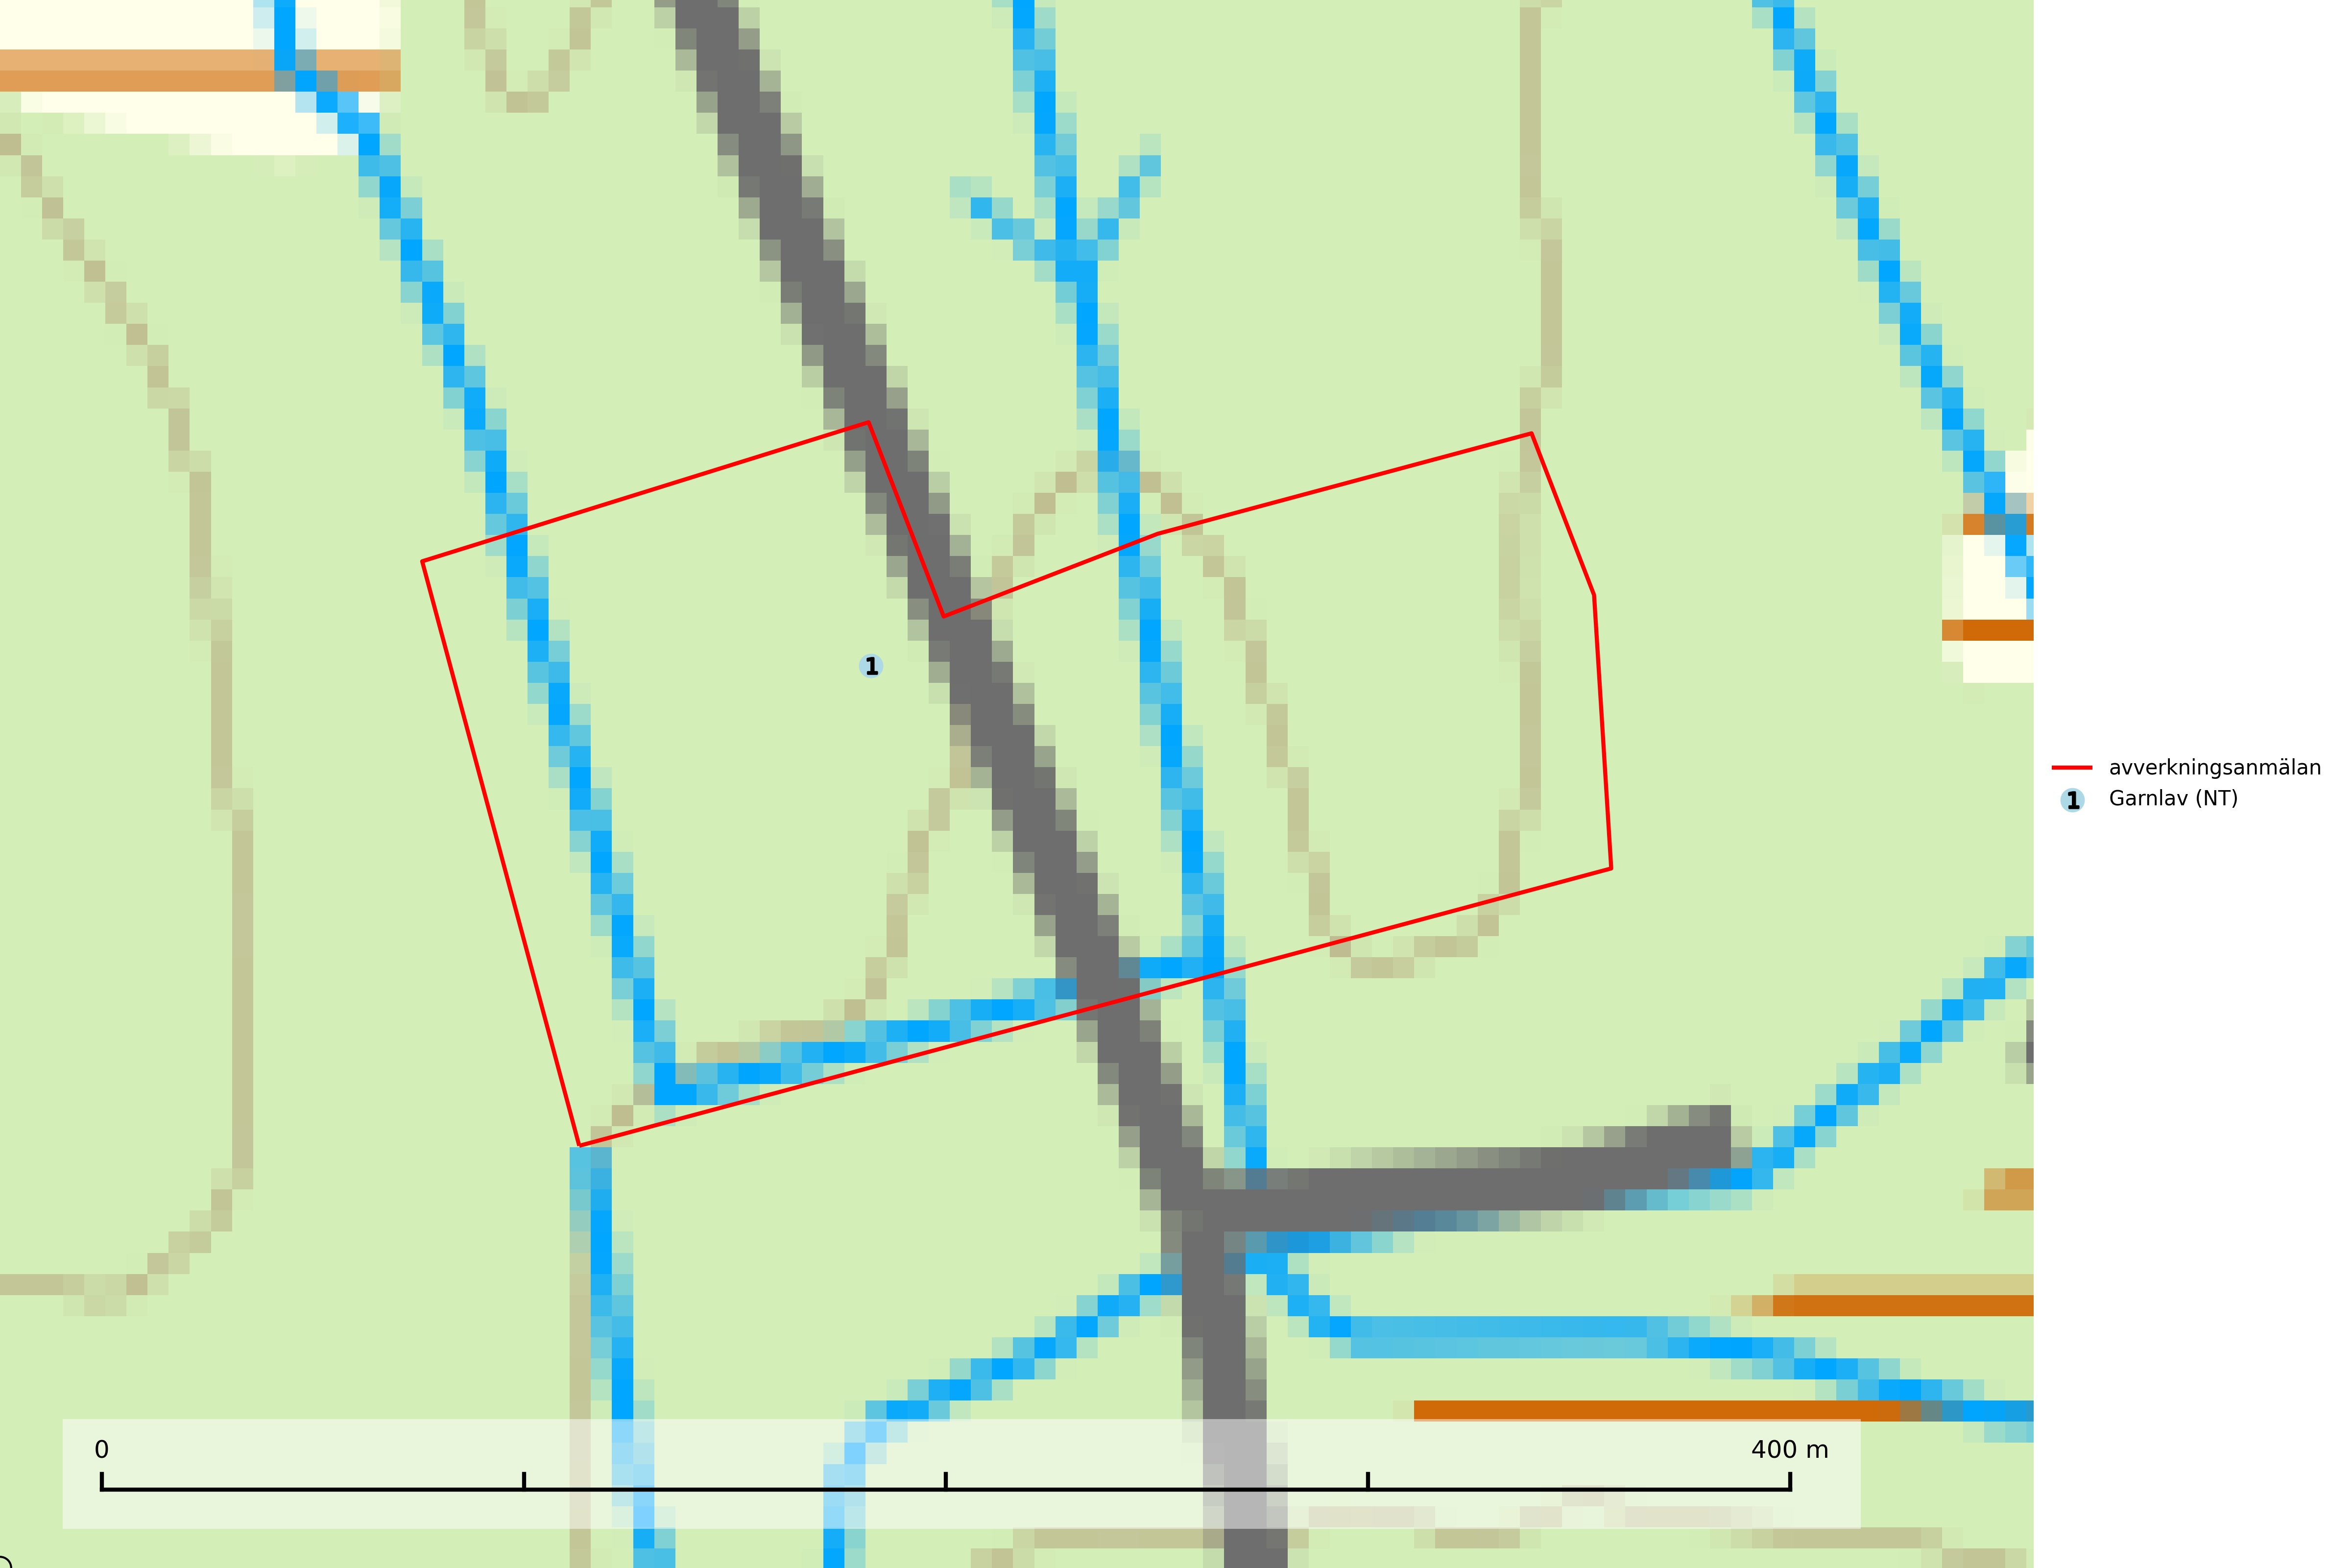 1
avverkningsanmälan
1 Garnlav (NT)
0 400 m